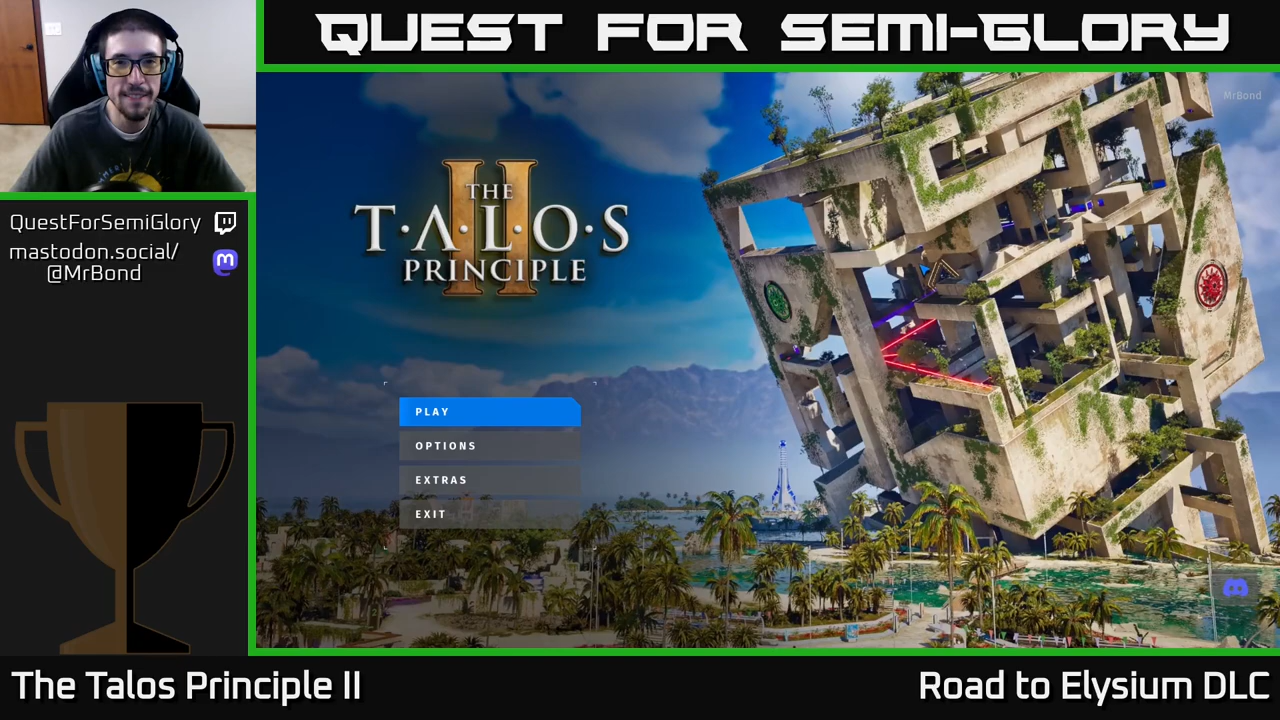 QUEST FOR SEMI-GLORY
MrBond
QuestForSemiGlory
mastodon.social/
@MrBond
II
THE
T·A·L·O·S
PRINCIPLE
PLAY
OPTIONS
EXTRAS
EXIT
The Talos Principle II
Road to Elysium DLC